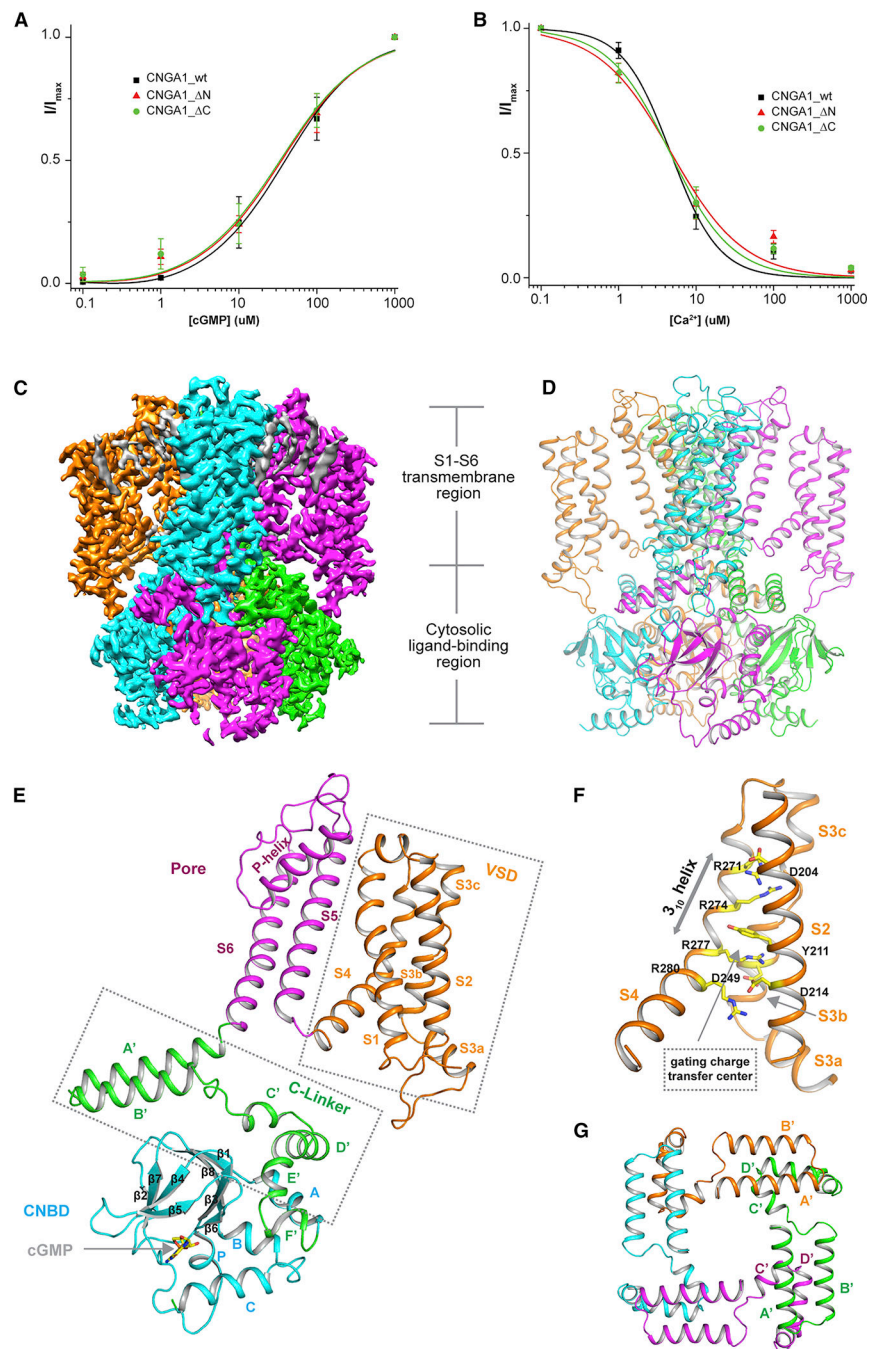 A
I/Imax
1.0
0.5
0.0
CNGA1_wt
CNGA1_ΔN
CNGA1_ΔC
0.1
1
10
100
1000
[cGMP] (uM)
B
I/Imax
1.0
0.5
0.0
CNGA1_wt
CNGA1_ΔN
CNGA1_ΔC
0.1
1
10
100
1000
[Ca²⁺] (uM)
C
S1-S6
transmembrane
region
Cytosolic
ligand-binding
region
D
E
Pore
P-helix
VSD
S3c
S5
S6
S4
S3b
S2
S1
S3a
A'
C-Linker
B'
C'
D'
β1
β7
β4
β8
β2
E'
A
CNBD
β5
β3
β6
B
F'
cGMP
P
C
F
3₁₀ helix
S3c
R271
D204
R274
S2
R277
Y211
R280
D249
D214
S4
S3b
S3a
gating charge
transfer center
G
B'
D'
A'
C'
C'
D'
B'
A'